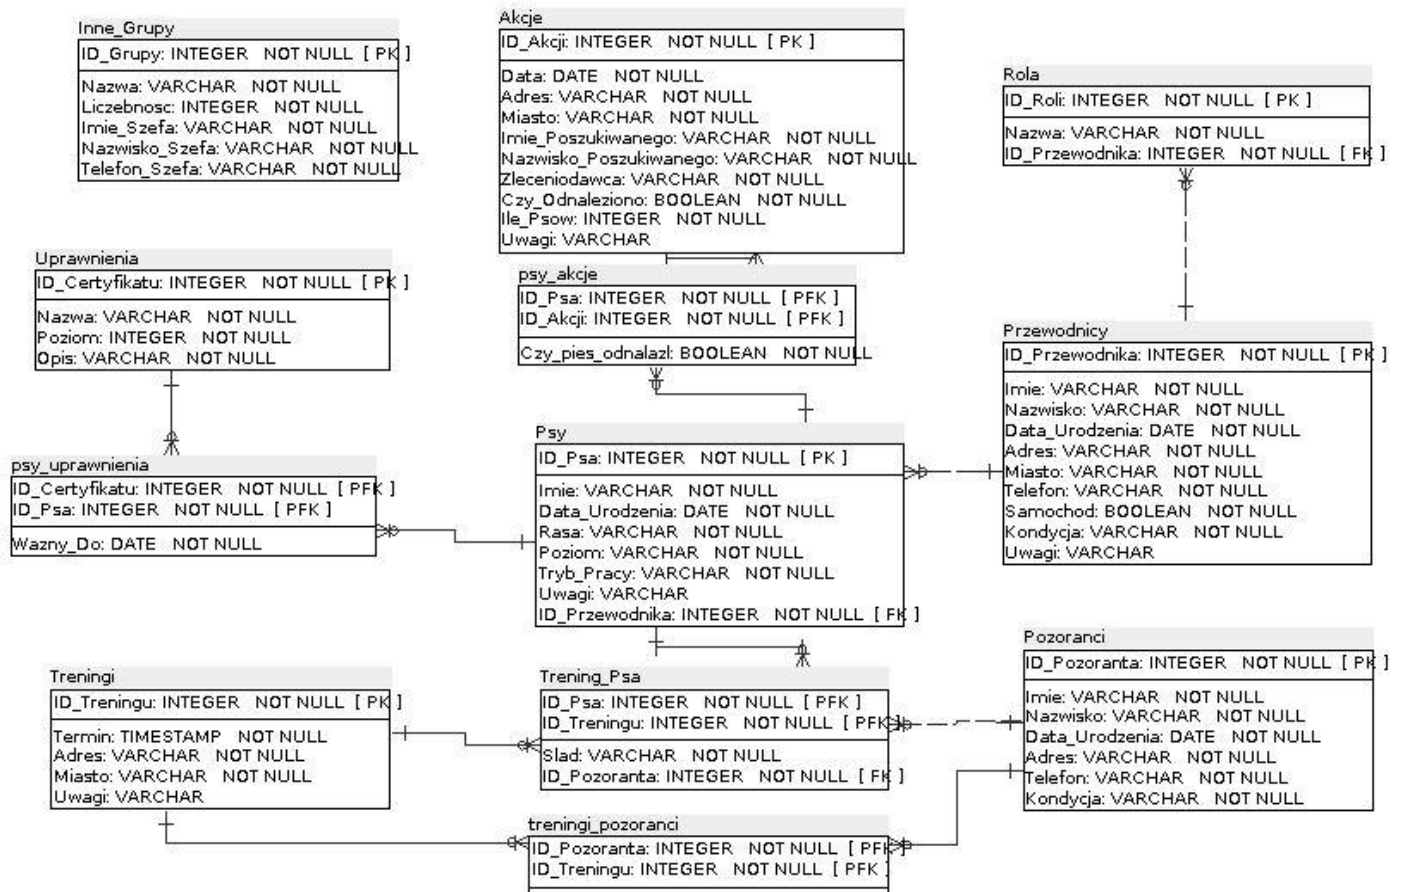 Inne_Grupy
ID_Grupy: INTEGER NOT NULL [ PK ]
Nazwa: VARCHAR NOT NULL
Liczebnosc: INTEGER NOT NULL
Imie_Szefa: VARCHAR NOT NULL
Nazwisko_Szefa: VARCHAR NOT NULL
Telefon_Szefa: VARCHAR NOT NULL
Akcje
ID_Akcji: INTEGER NOT NULL [ PK ]
Data: DATE NOT NULL
Adres: VARCHAR NOT NULL
Miasto: VARCHAR NOT NULL
Imie_Poszukiwanego: VARCHAR NOT NULL
Nazwisko_Poszukiwanego: VARCHAR NOT NULL
Zleceniodawca: VARCHAR NOT NULL
Czy_Odnaleziono: BOOLEAN NOT NULL
Ile_Psow: INTEGER NOT NULL
Uwagi: VARCHAR
Rola
ID_Roli: INTEGER NOT NULL [ PK ]
Nazwa: VARCHAR NOT NULL
ID_Przewodnika: INTEGER NOT NULL [ FK ]
Uprawnienia
ID_Certyfikatu: INTEGER NOT NULL [ PK ]
Nazwa: VARCHAR NOT NULL
Poziom: INTEGER NOT NULL
Opis: VARCHAR NOT NULL
psy_akcje
ID_Psa: INTEGER NOT NULL [ PFK ]
ID_Akcji: INTEGER NOT NULL [ PFK ]
Czy_pies_odnalazl: BOOLEAN NOT NULL
Przewodnicy
ID_Przewodnika: INTEGER NOT NULL [ PK ]
Imie: VARCHAR NOT NULL
Nazwisko: VARCHAR NOT NULL
Data_Urodzenia: DATE NOT NULL
Adres: VARCHAR NOT NULL
Miasto: VARCHAR NOT NULL
Telefon: VARCHAR NOT NULL
Samochod: BOOLEAN NOT NULL
Kondycja: VARCHAR NOT NULL
Uwagi: VARCHAR
psy_uprawnienia
ID_Certyfikatu: INTEGER NOT NULL [ PFK ]
ID_Psa: INTEGER NOT NULL [ PFK ]
Wazny_Do: DATE NOT NULL
Psy
ID_Psa: INTEGER NOT NULL [ PK ]
Imie: VARCHAR NOT NULL
Data_Urodzenia: DATE NOT NULL
Rasa: VARCHAR NOT NULL
Poziom: VARCHAR NOT NULL
Tryb_Pracy: VARCHAR NOT NULL
Uwagi: VARCHAR
ID_Przewodnika: INTEGER NOT NULL [ FK ]
Treningi
ID_Treningu: INTEGER NOT NULL [ PK ]
Termin: TIMESTAMP NOT NULL
Adres: VARCHAR NOT NULL
Miasto: VARCHAR NOT NULL
Uwagi: VARCHAR
Trening_Psa
ID_Psa: INTEGER NOT NULL [ PFK ]
ID_Treningu: INTEGER NOT NULL [ PFK ]
Slad: VARCHAR NOT NULL
ID_Pozoranta: INTEGER NOT NULL [ FK ]
Pozoranci
ID_Pozoranta: INTEGER NOT NULL [ PK ]
Imie: VARCHAR NOT NULL
Nazwisko: VARCHAR NOT NULL
Data_Urodzenia: DATE NOT NULL
Adres: VARCHAR NOT NULL
Telefon: VARCHAR NOT NULL
Kondycja: VARCHAR NOT NULL
treningi_pozoranci
ID_Pozoranta: INTEGER NOT NULL [ PFK ]
ID_Treningu: INTEGER NOT NULL [ PFK ]